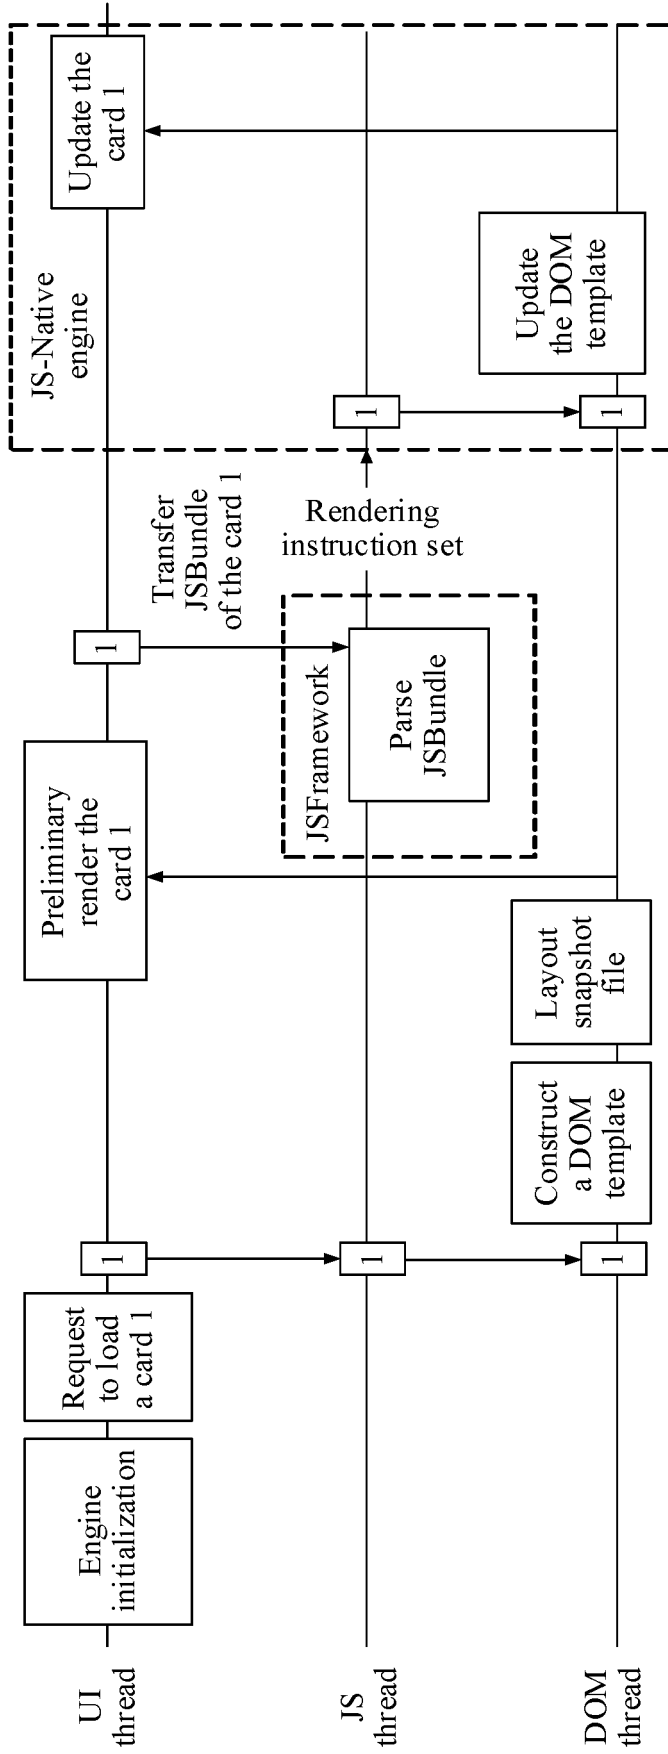 UI
thread
Engine
initialization
Request
to load
a card 1
1
Preliminary
render the
card 1
1
Transfer
JSBundle
of the card 1
JS-Native
engine
Update the
card 1
JS
thread
1
JSFramework
Parse
JSBundle
Rendering
instruction set
1
DOM
thread
1
Construct
a DOM
template
Layout
snapshot
file
1
Update
the DOM
template